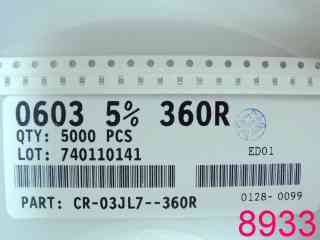 0603 5% 360R
QTY: 5000 PCS
LOT: 740110141
ED01
0128-0099
PART: CR-03JL7--360R
8933